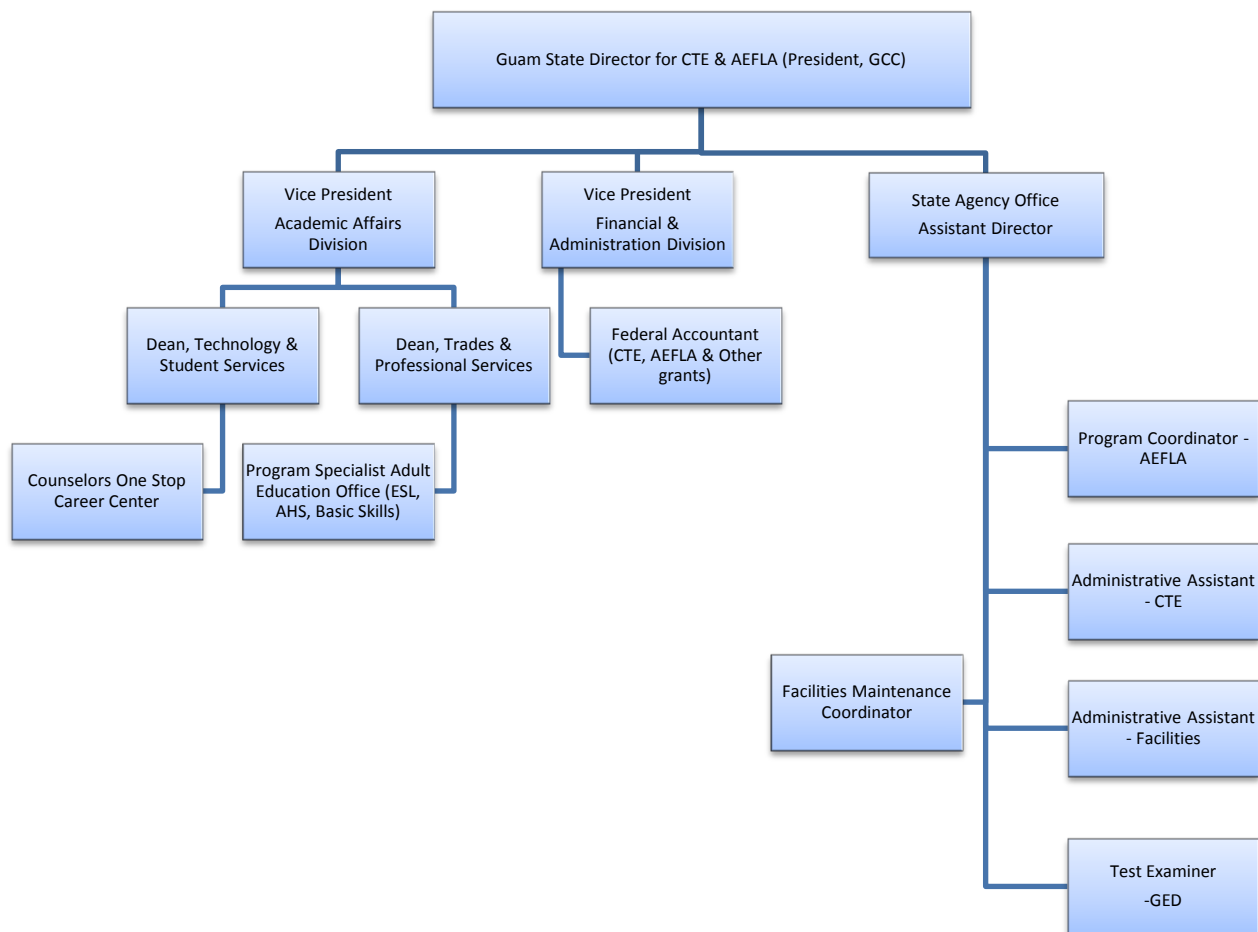 Guam State Director for CTE & AEFLA (President, GCC)
Vice President
Academic Affairs
Division
Vice President
Financial &
Administration Division
State Agency Office
Assistant Director
Dean, Technology &
Student Services
Dean, Trades &
Professional Services
Federal Accountant
(CTE, AEFLA & Other
grants)
Counselors One Stop
Career Center
Program Specialist Adult
Education Office (ESL,
AHS, Basic Skills)
Program Coordinator -
AEFLA
Administrative Assistant
- CTE
Facilities Maintenance
Coordinator
Administrative Assistant
- Facilities
Test Examiner
-GED